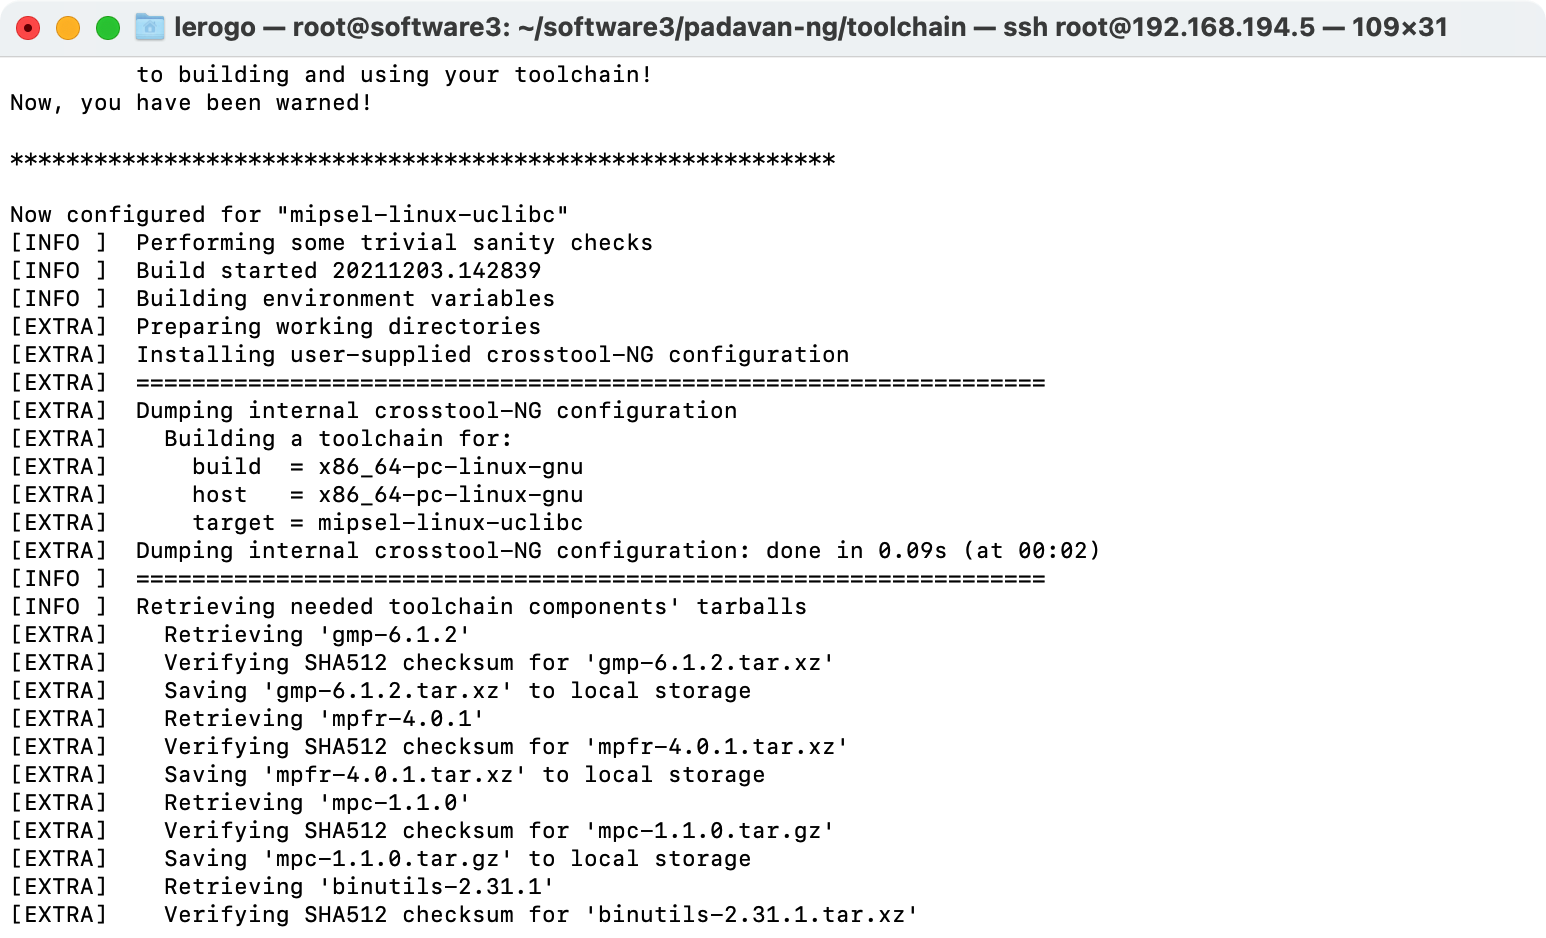 lerogo — root@software3: ~/software3/padavan-ng/toolchain — ssh root@192.168.194.5 — 109×31
         to building and using your toolchain!
Now, you have been warned!
***********************************************************
Now configured for "mipsel-linux-uclibc"
[INFO ]  Performing some trivial sanity checks
[INFO ]  Build started 20211203.142839
[INFO ]  Building environment variables
[EXTRA]  Preparing working directories
[EXTRA]  Installing user-supplied crosstool-NG configuration
[EXTRA]  =================================================================
[EXTRA]  Dumping internal crosstool-NG configuration
[EXTRA]    Building a toolchain for:
[EXTRA]      build  = x86_64-pc-linux-gnu
[EXTRA]      host   = x86_64-pc-linux-gnu
[EXTRA]      target = mipsel-linux-uclibc
[EXTRA]  Dumping internal crosstool-NG configuration: done in 0.09s (at 00:02)
[INFO ]  =================================================================
[INFO ]  Retrieving needed toolchain components' tarballs
[EXTRA]    Retrieving 'gmp-6.1.2'
[EXTRA]    Verifying SHA512 checksum for 'gmp-6.1.2.tar.xz'
[EXTRA]    Saving 'gmp-6.1.2.tar.xz' to local storage
[EXTRA]    Retrieving 'mpfr-4.0.1'
[EXTRA]    Verifying SHA512 checksum for 'mpfr-4.0.1.tar.xz'
[EXTRA]    Saving 'mpfr-4.0.1.tar.xz' to local storage
[EXTRA]    Retrieving 'mpc-1.1.0'
[EXTRA]    Verifying SHA512 checksum for 'mpc-1.1.0.tar.gz'
[EXTRA]    Saving 'mpc-1.1.0.tar.gz' to local storage
[EXTRA]    Retrieving 'binutils-2.31.1'
[EXTRA]    Verifying SHA512 checksum for 'binutils-2.31.1.tar.xz'